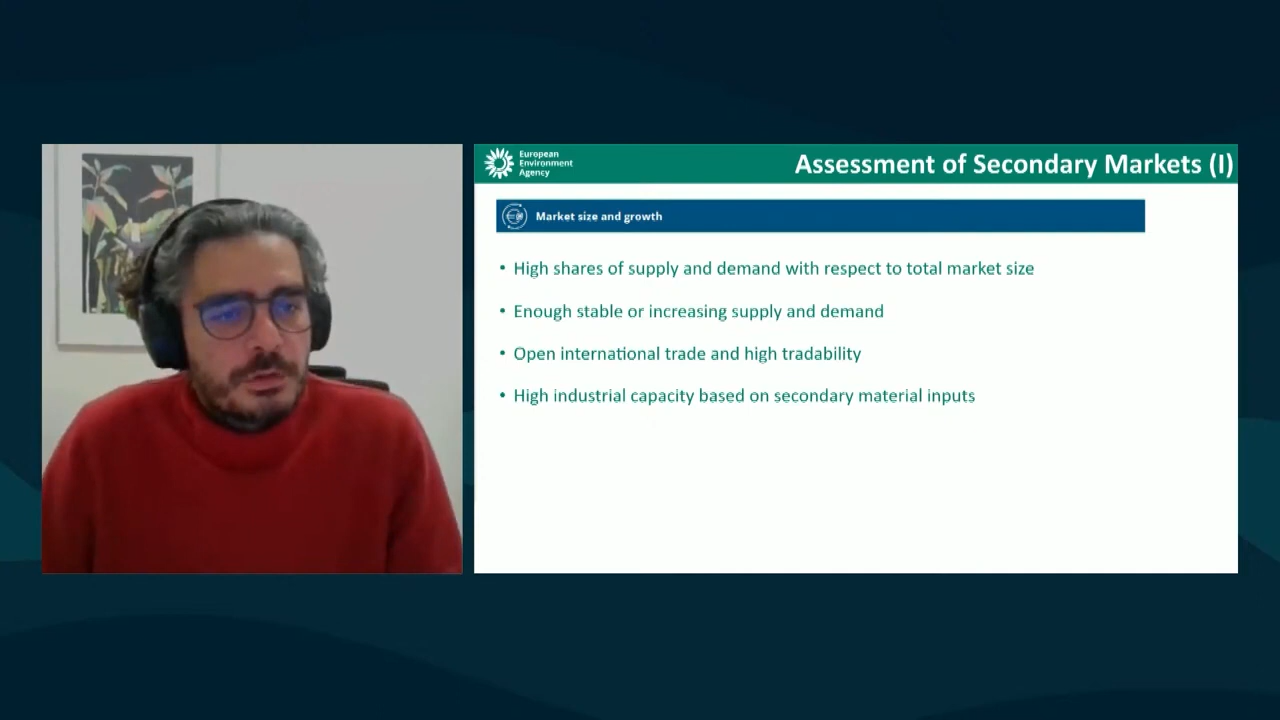 European
Environment
Agency
Assessment of Secondary Markets (I)
Market size and growth
• High shares of supply and demand with respect to total market size
• Enough stable or increasing supply and demand
• Open international trade and high tradability
• High industrial capacity based on secondary material inputs